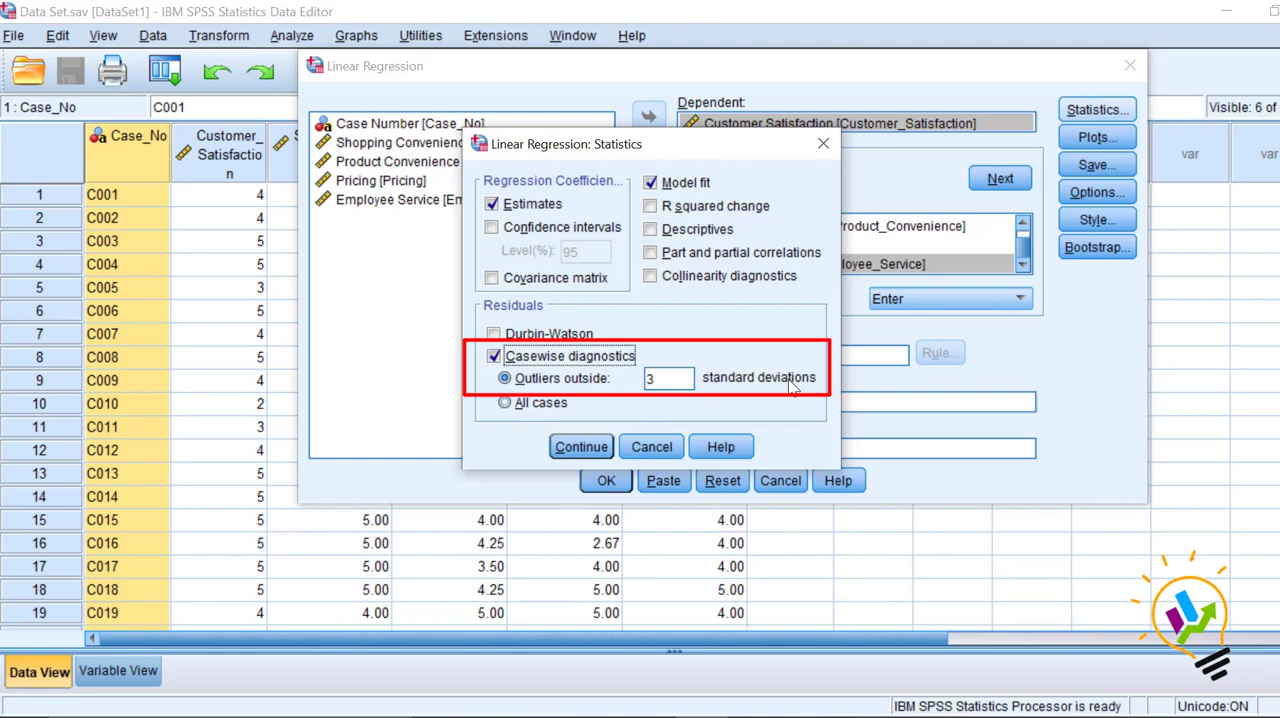 Data Set.sav [DataSet1] - IBM SPSS Statistics Data Editor
File Edit View Data Transform Analyze Graphs Utilities Extensions Window Help
Linear Regression
1 : Case_No C001 Visible: 6 of
Dependent:
Customer Satisfaction [Customer_Satisfaction]
Case Number [Case_No]
Shopping Convenienc
Product Convenience
Pricing [Pricing]
Employee Service [Em
Statistics...
Plots...
Save...
Options...
Style...
Bootstrap...
Next
Product_Convenience]
loyee_Service]
Enter
Rule...
OK Paste Reset Cancel Help
Linear Regression: Statistics
Regression Coefficien...
Estimates
Confidence intervals
Level(%): 95
Covariance matrix
Model fit
R squared change
Descriptives
Part and partial correlations
Collinearity diagnostics
Residuals
Durbin-Watson
Casewise diagnostics
Outliers outside: 3 standard deviations
All cases
Continue Cancel Help
Case_No Customer_ Satisfactio n S var var
1 C001 4
2 C002 4
3 C003 5
4 C004 5
5 C005 3
6 C006 4
7 C007 4
8 C008 5
9 C009 5
10 C010 2
11 C011 3
12 C012 4
13 C013 5
14 C014 5
15 C015 5 5.00 4.00 4.00 4.00
16 C016 5 5.00 4.25 2.67 4.00
17 C017 5 5.00 3.50 4.00 4.00
18 C018 5 5.00 4.25 5.00 5.00
19 C019 4 4.00 5.00 5.00 4.00
Data View Variable View
IBM SPSS Statistics Processor is ready Unicode:ON